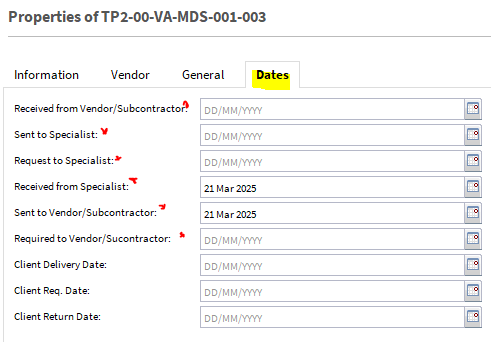 Properties of TP2-00-VA-MDS-001-003
Information Vendor General Dates
Received from Vendor/Subcontractor: DD/MM/YYYY
Sent to Specialist: DD/MM/YYYY
Request to Specialist: DD/MM/YYYY
Received from Specialist: 21 Mar 2025
Sent to Vendor/Subcontractor: 21 Mar 2025
Required to Vendor/Sucontractor: DD/MM/YYYY
Client Delivery Date: DD/MM/YYYY
Client Req. Date: DD/MM/YYYY
Client Return Date: DD/MM/YYYY